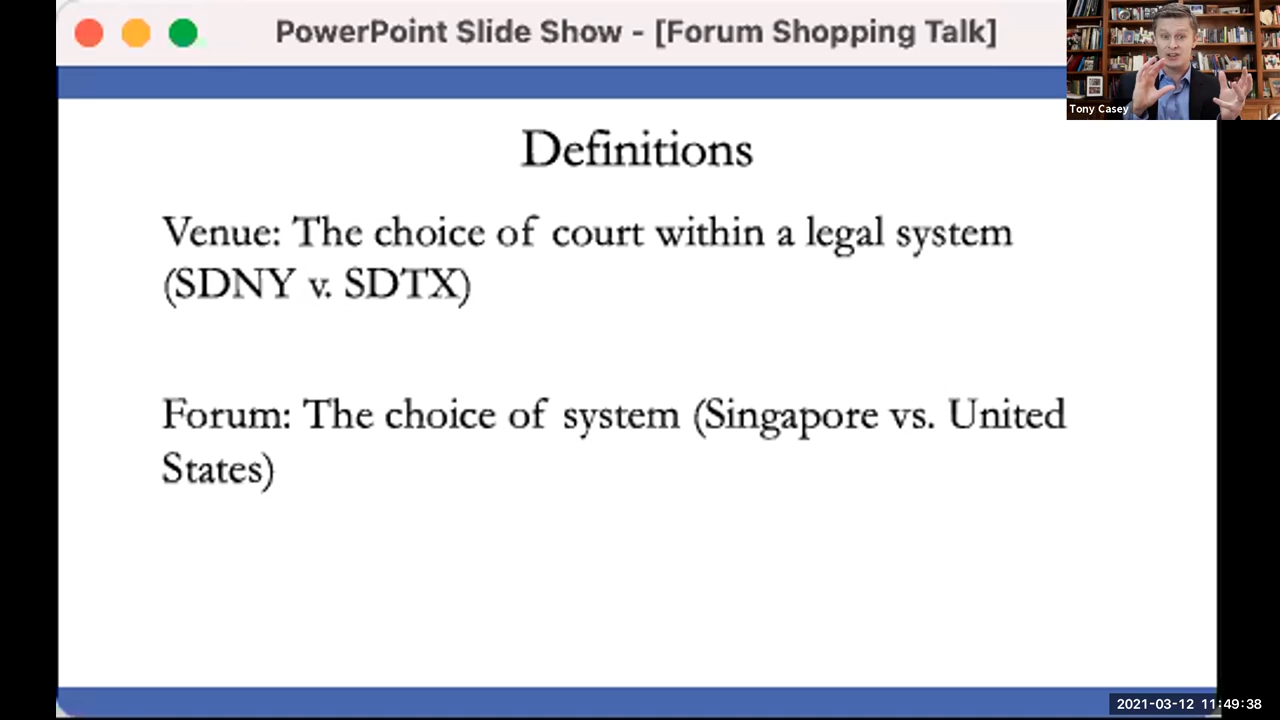 PowerPoint Slide Show - [Forum Shopping Talk]
Tony Casey
Definitions
Venue: The choice of court within a legal system
(SDNY v. SDTX)
Forum: The choice of system (Singapore vs. United
States)
2021-03-12 11:49:38